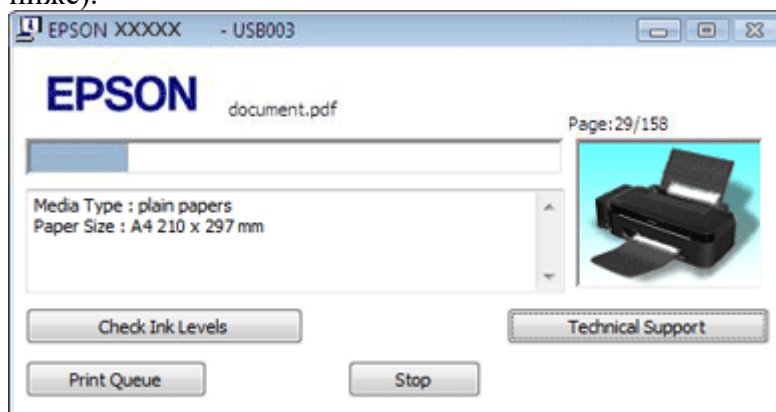 ниже).
EPSON XXXXX - USB003
EPSON
document.pdf
Page:29/158
Media Type : plain papers
Paper Size : A4 210 x 297 mm
Check Ink Levels
Technical Support
Print Queue
Stop